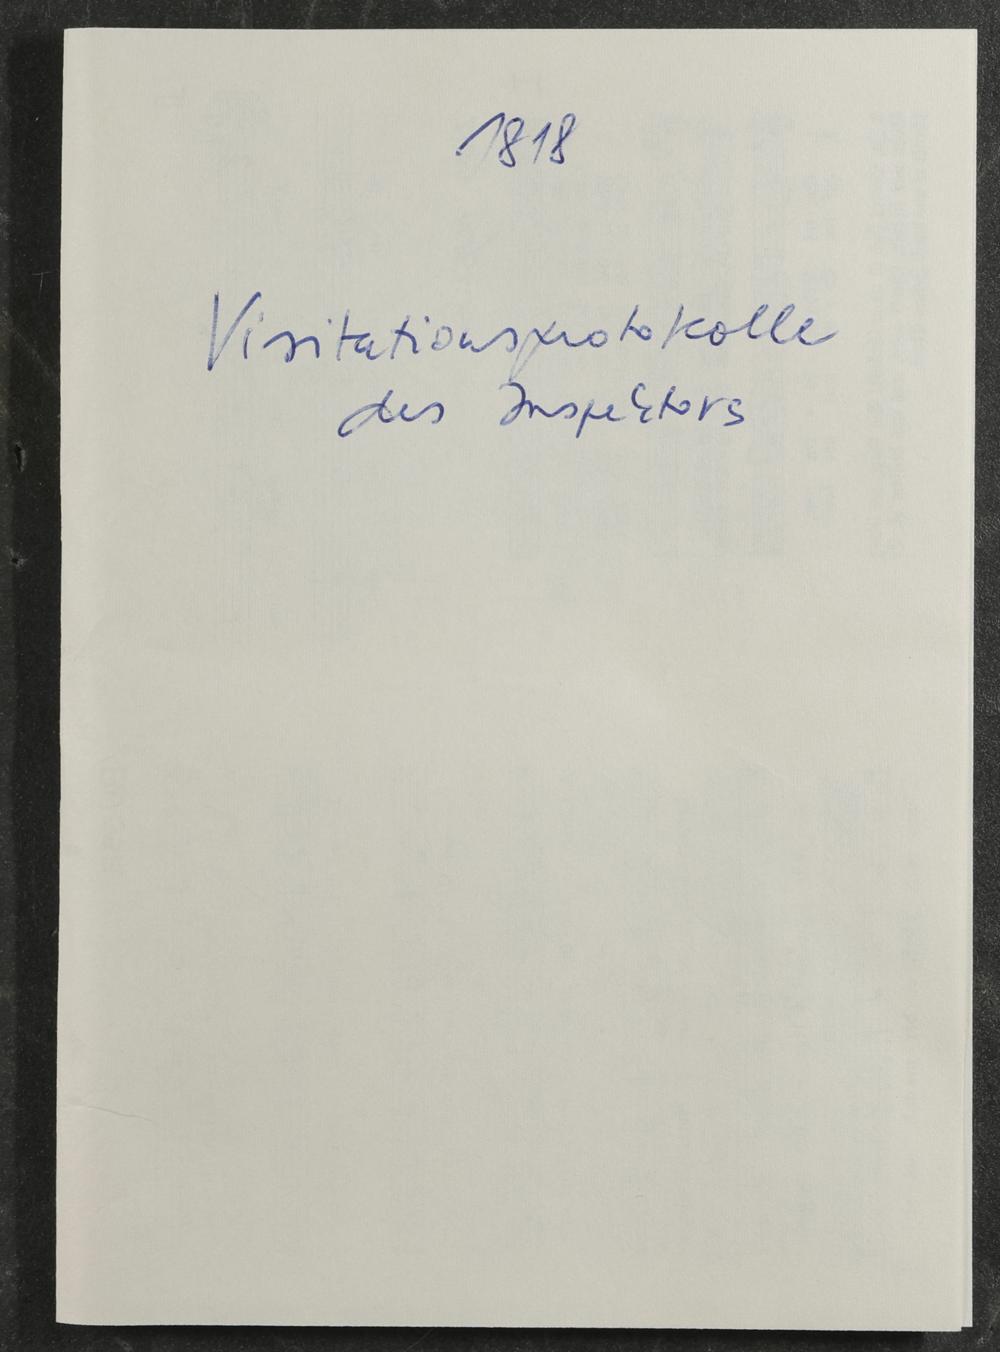 1818
Visitationsprotokolle
des Inspektors